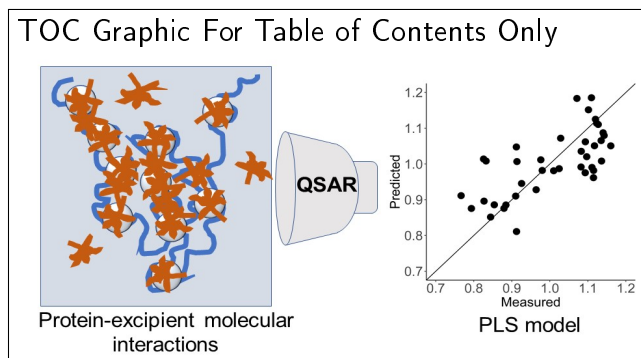 TOC Graphic For Table of Contents Only
QSAR
Protein-excipient molecular
interactions
Predicted
1.2
1.1
1.0
0.9
0.8
0.7
0.7 0.8 0.9 1.0 1.1 1.2
Measured
PLS model